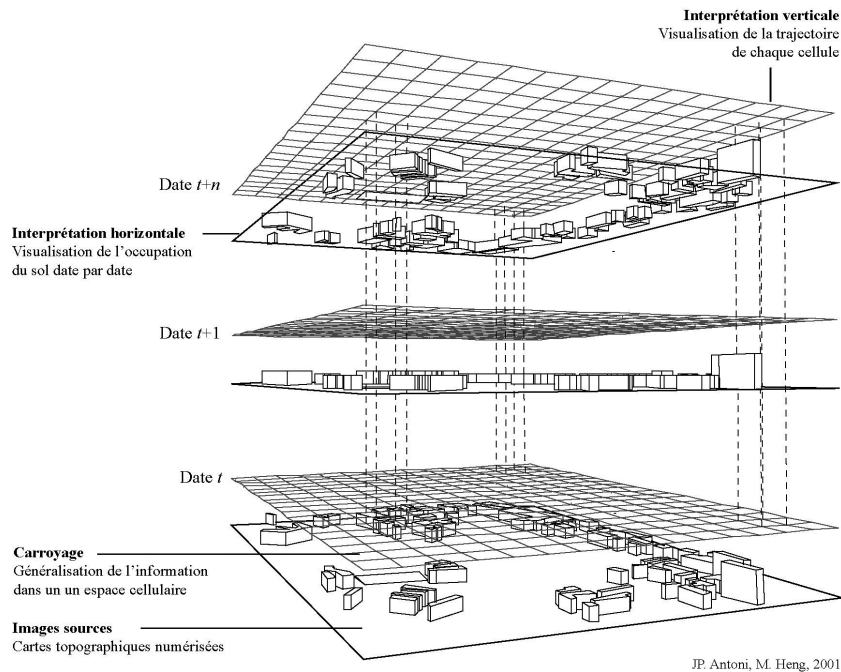 Interprétation verticale
Visualisation de la trajectoire
de chaque cellule
Date t+n
Interprétation horizontale
Visualisation de l’occupation
du sol date par date
Date t+1
Date t
Carroyage
Généralisation de l’information
dans un un espace cellulaire
Images sources
Cartes topographiques numérisées
JP. Antoni, M. Heng, 2001